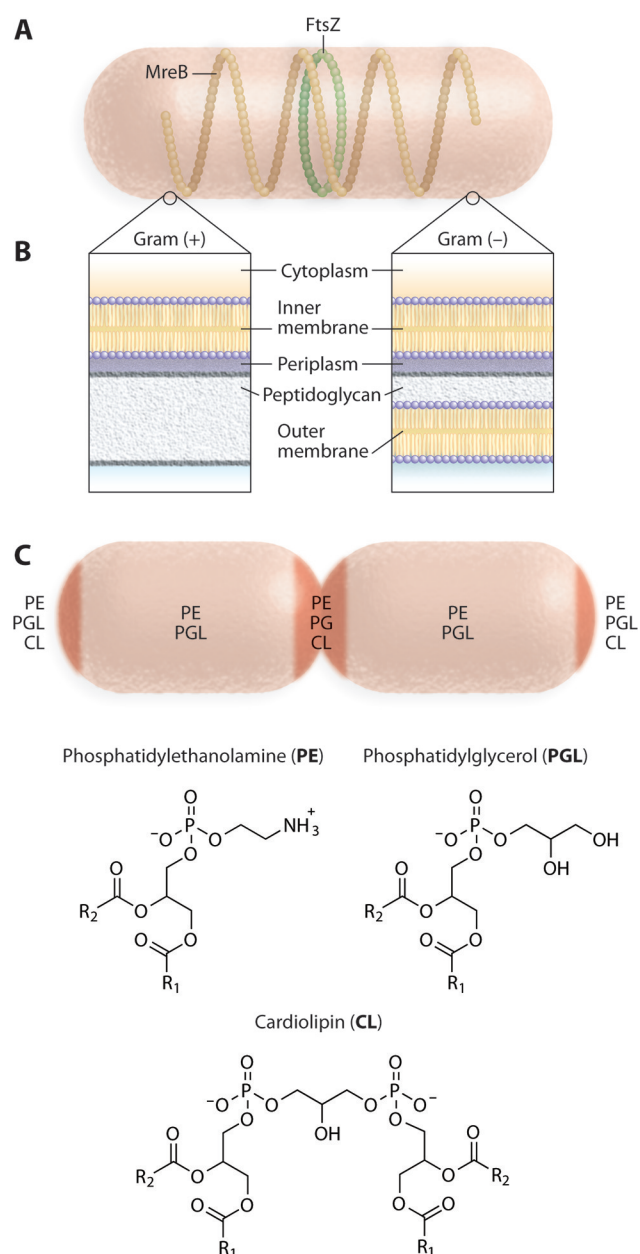 A
FtsZ
MreB
B
Gram (+)
Gram (–)
Cytoplasm
Inner
membrane
Periplasm
Peptidoglycan
Outer
membrane
C
PE
PGL
CL
PE
PGL
PE
PG
CL
PE
PGL
PE
PGL
CL
Phosphatidylethanolamine (PE)
Phosphatidylglycerol (PGL)
O
⁻O
P
O
NH₃⁺
O
O
R₂
O
O
O
R₁
O
⁻O
P
O
OH
O
OH
O
R₂
O
O
O
R₁
Cardiolipin (CL)
O
O
⁻O
P
O
O
P
O⁻
O
OH
O
O
O
R₂
O
O
R₂
O
O
O
O
R₁
R₁